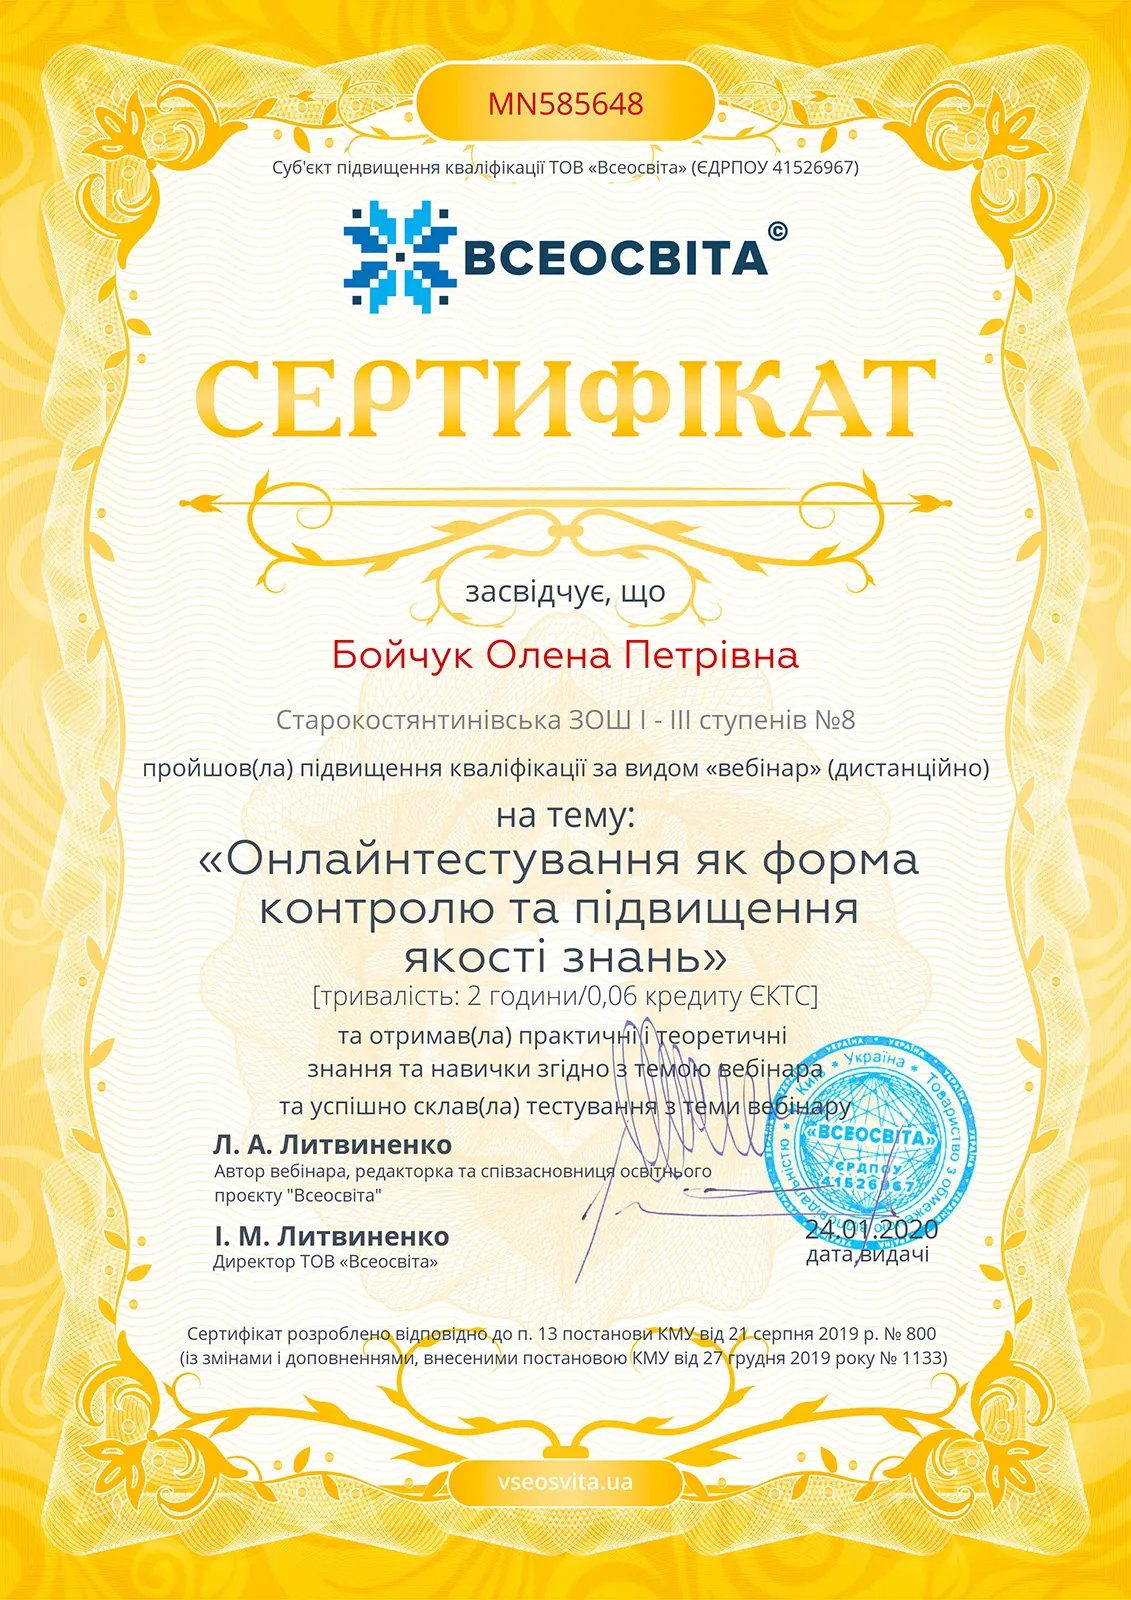 MN585648
Суб'єкт підвищення кваліфікації ТОВ «Всеосвіта» (ЄДРПОУ 41526967)
ВСЕОСВІТА©
СЕРТИФІКАТ
засвідчує, що
Бойчук Олена Петрівна
Старокостянтинівська ЗОШ І - ІІІ ступенів №8
пройшов(ла) підвищення кваліфікації за видом «вебінар» (дистанційно)
на тему:
«Онлайнтестування як форма
контролю та підвищення
якості знань»
[тривалість: 2 години/0,06 кредиту ЄКТС]
та отримав(ла) практичні і теоретичні
знання та навички згідно з темою вебінара
та успішно склав(ла) тестування з теми вебінару
Л. А. Литвиненко
Автор вебінара, редакторка та співзасновниця освітнього
проєкту "Всеосвіта"
І. М. Литвиненко
Директор ТОВ «Всеосвіта»
Україна * Товариство з обмеженою відповідальністю * Київ
«ВСЕОСВІТА»
ЄРДПОУ
41526967
24.01.2020
дата видачі
Сертифікат розроблено відповідно до п. 13 постанови КМУ від 21 серпня 2019 р. № 800
(із змінами і доповненнями, внесеними постановою КМУ від 27 грудня 2019 року № 1133)
vseosvita.ua